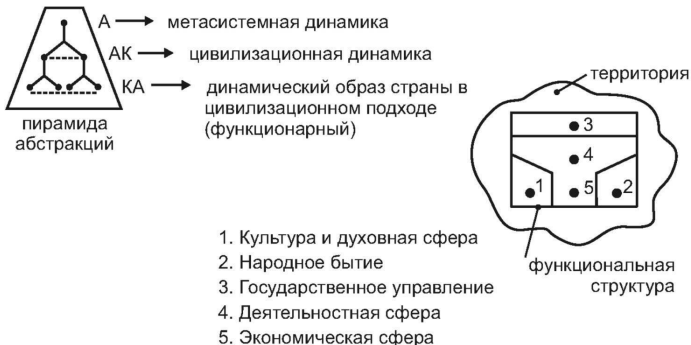 А → метасистемная динамика
АК → цивилизационная динамика
КА → динамический образ страны в
цивилизационном подходе
(функционарный)
пирамида
абстракций
территория
3
4
1
5
2
функциональная
структура
1. Культура и духовная сфера
2. Народное бытие
3. Государственное управление
4. Деятельностная сфера
5. Экономическая сфера